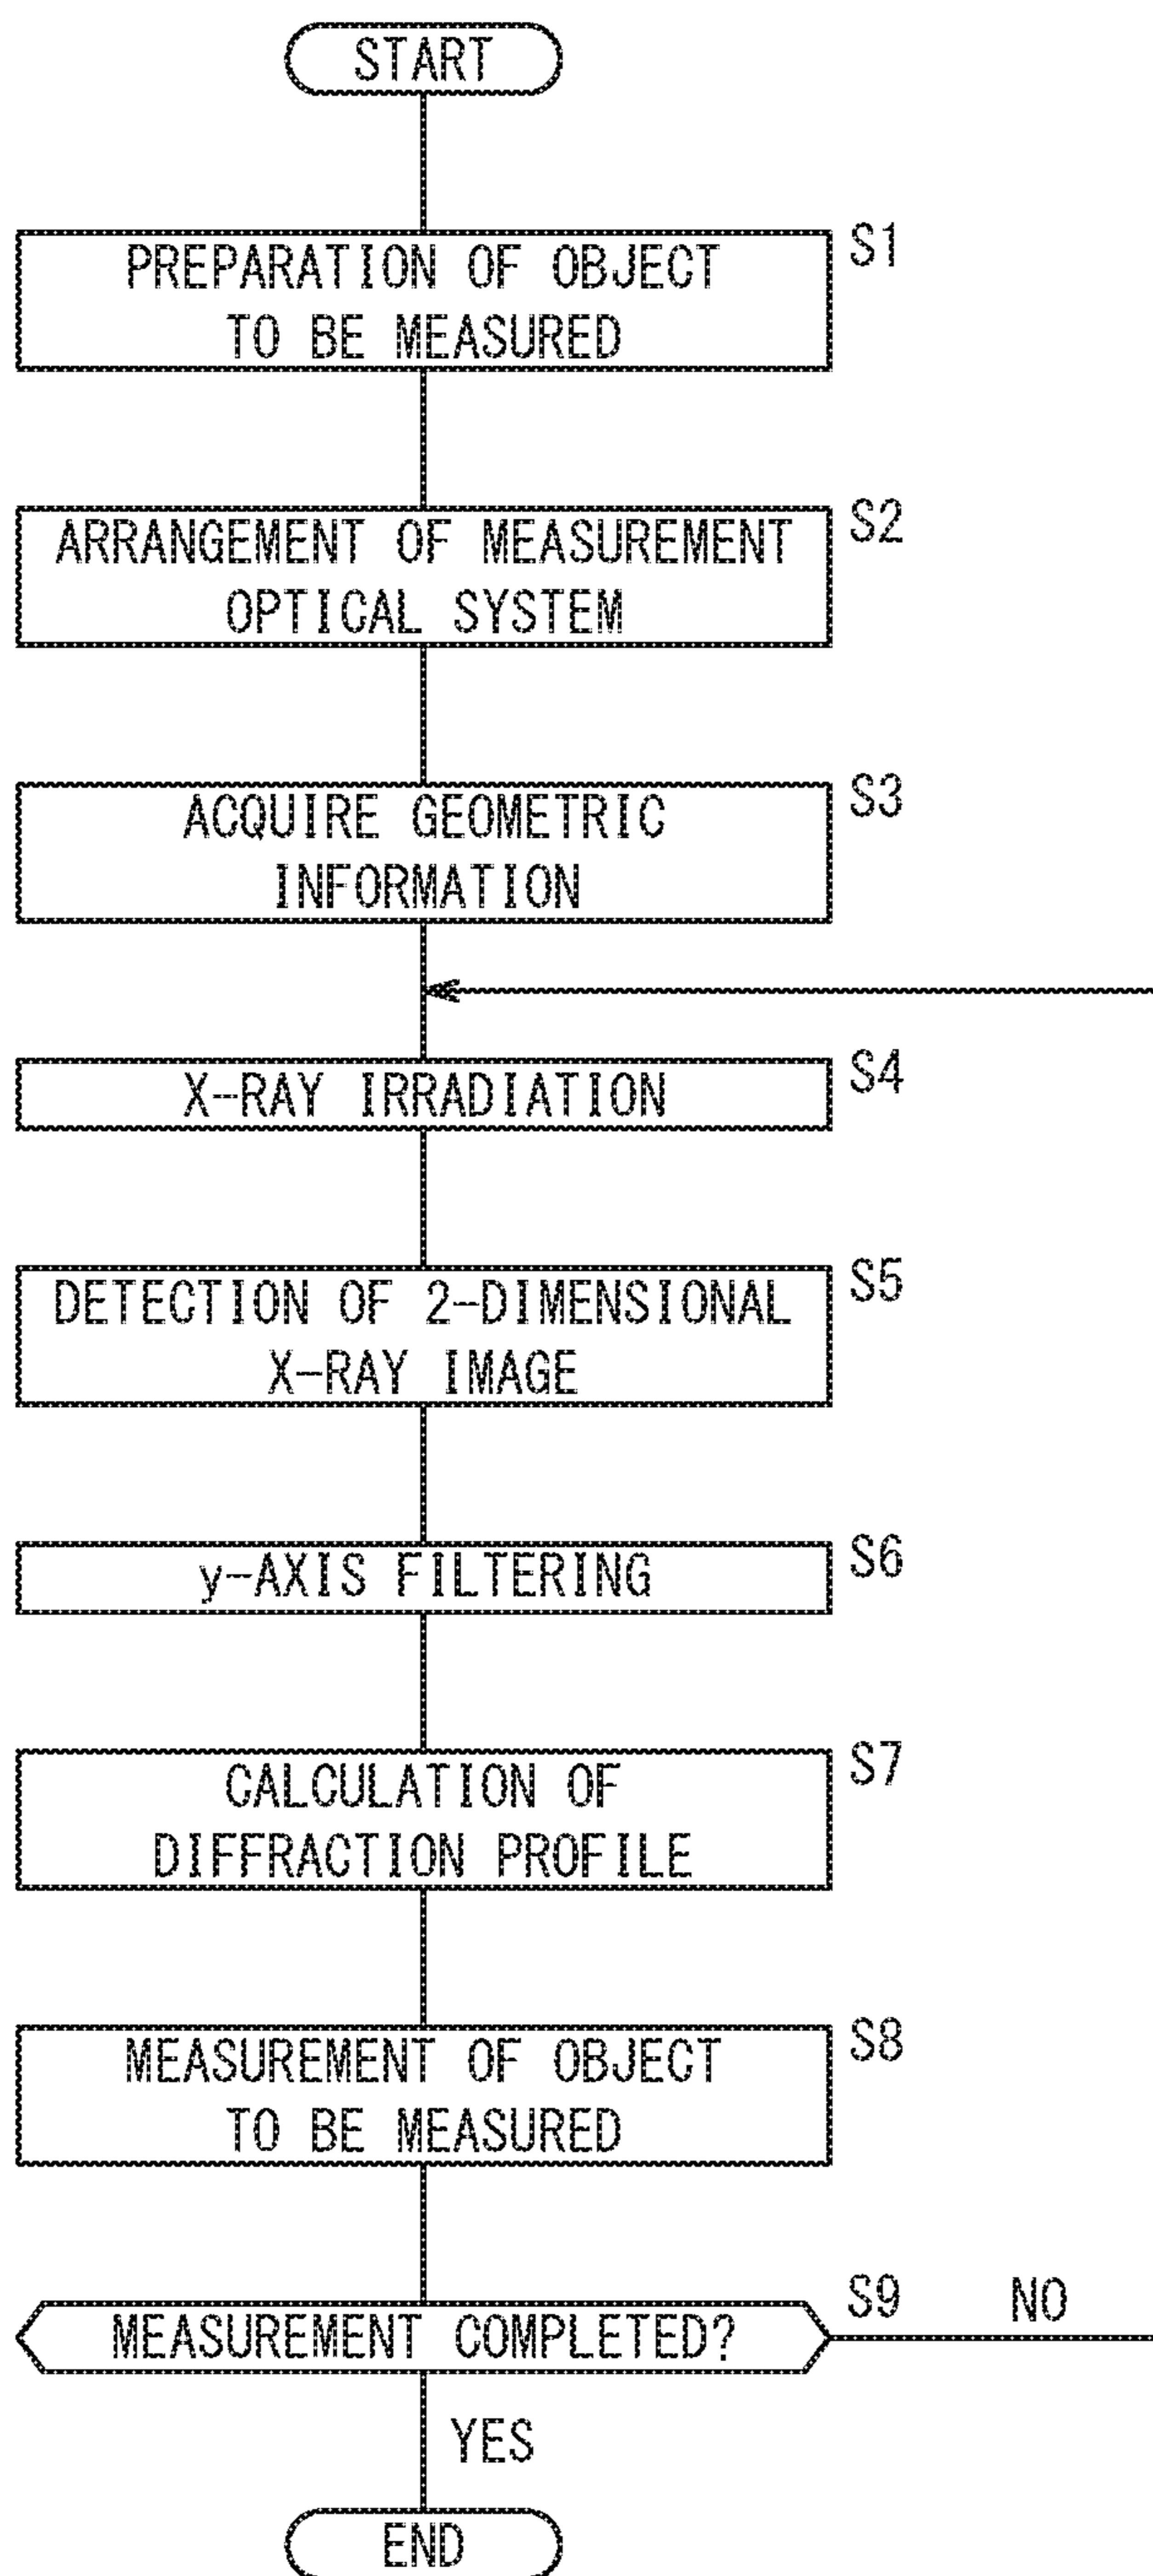 START
S1
PREPARATION OF OBJECT
TO BE MEASURED
S2
ARRANGEMENT OF MEASUREMENT
OPTICAL SYSTEM
S3
ACQUIRE GEOMETRIC
INFORMATION
S4
X-RAY IRRADIATION
S5
DETECTION OF 2-DIMENSIONAL
X-RAY IMAGE
S6
y-AXIS FILTERING
S7
CALCULATION OF
DIFFRACTION PROFILE
S8
MEASUREMENT OF OBJECT
TO BE MEASURED
S9 NO
MEASUREMENT COMPLETED?
YES
END